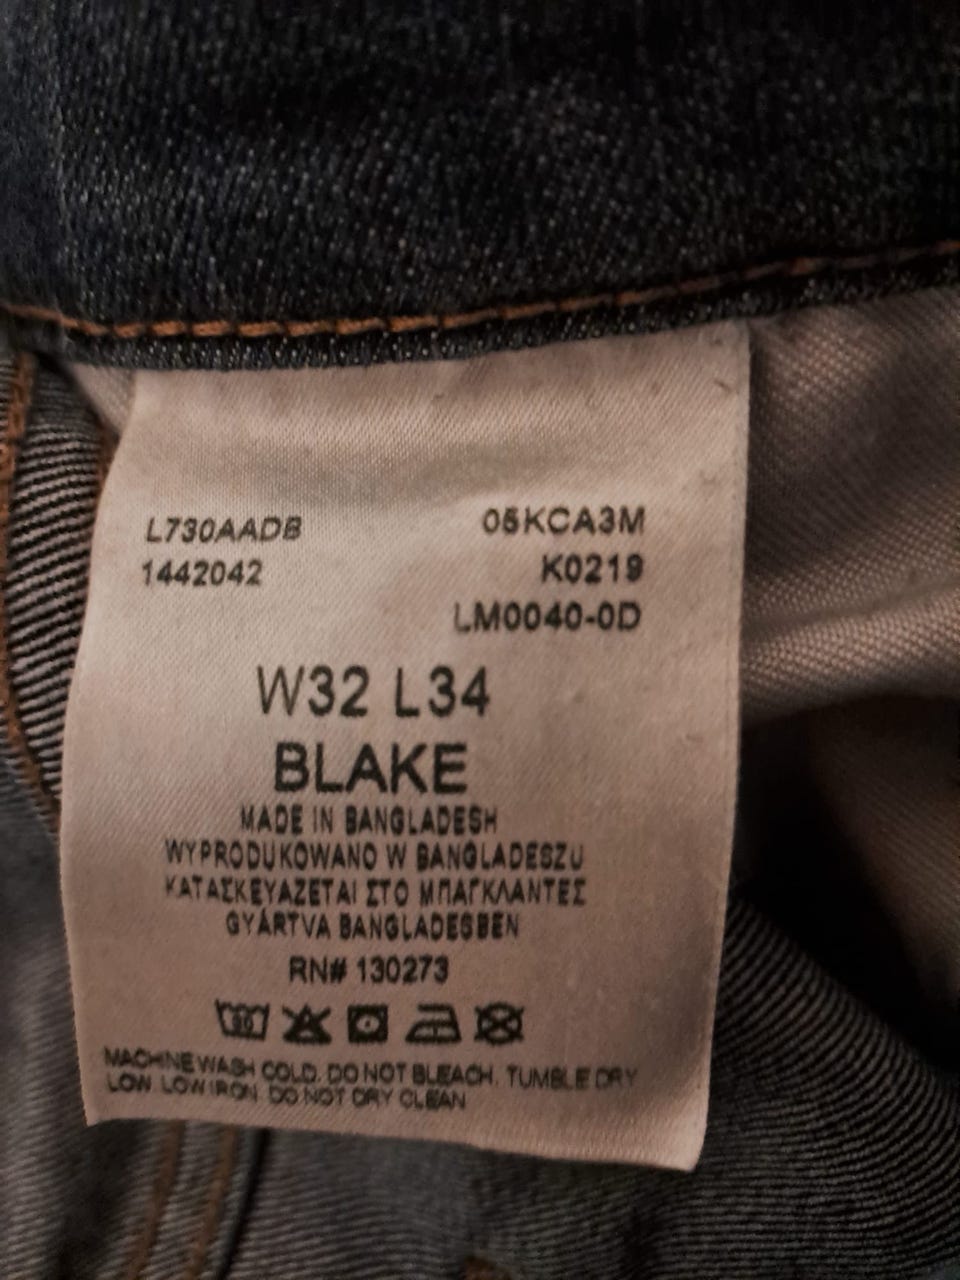 L730AADB
1442042
05KCA3M
K0219
LM0040-0D
W32 L34
BLAKE
MADE IN BANGLADESH
WYPRODUKOWANO W BANGLADESZU
ΚΑΤΑΣΚΕΥΑΖΕΤΑΙ ΣΤΟ ΜΠΑΓΚΛΑΝΤΕΣ
GYÁRTVA BANGLADESBEN
RN# 130273
30
MACHINE WASH COLD. DO NOT BLEACH. TUMBLE DRY
LOW. LOW IRON. DO NOT DRY CLEAN